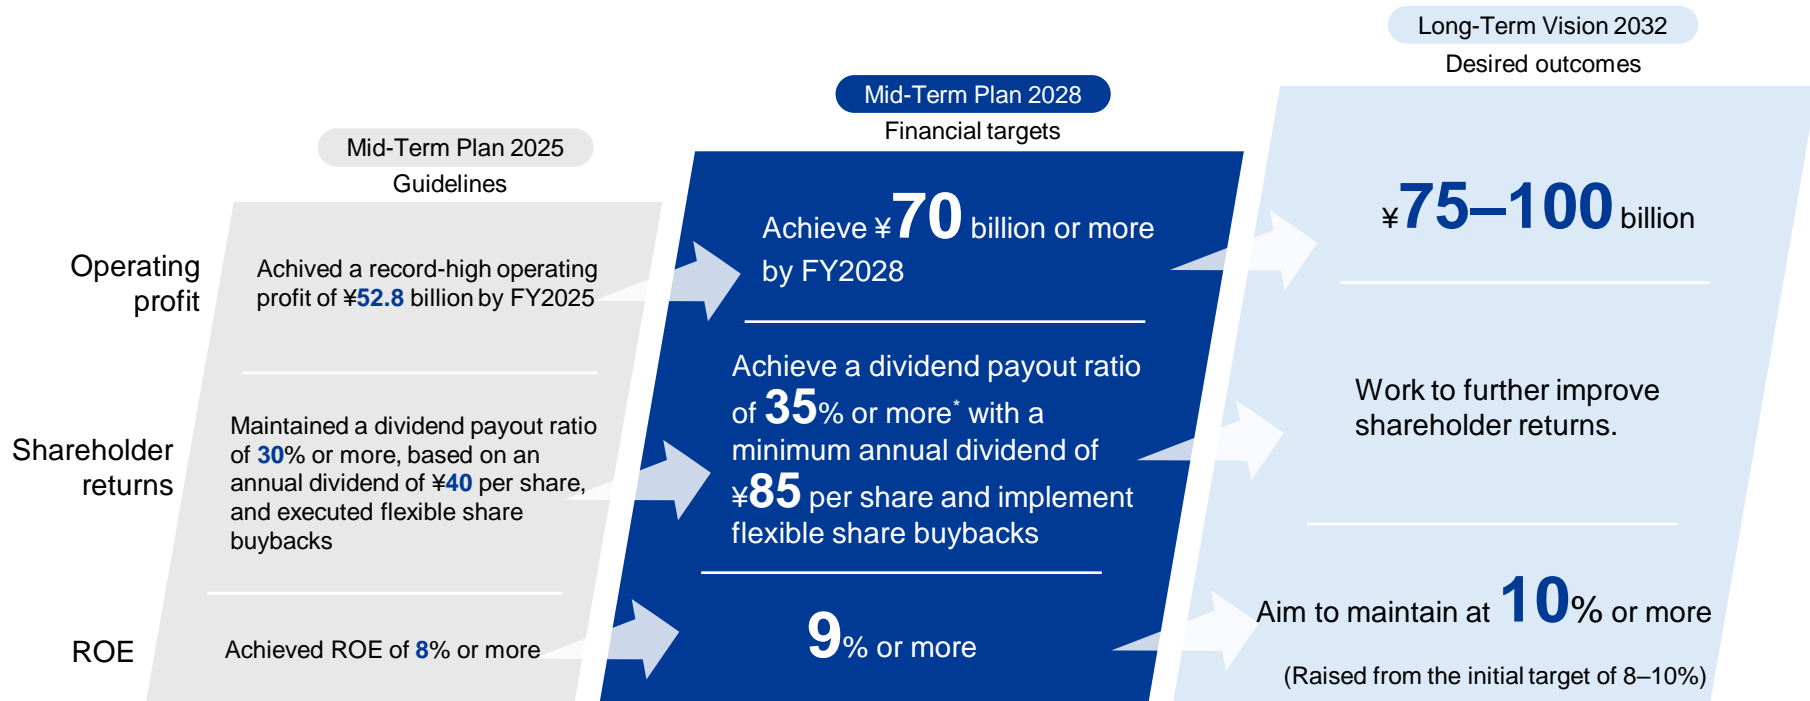 Mid-Term Plan 2025
Guidelines
Mid-Term Plan 2028
Financial targets
Long-Term Vision 2032
Desired outcomes
Operating
profit
Achived a record-high operating
profit of ¥52.8 billion by FY2025
Achieve ¥70 billion or more
by FY2028
¥75–100 billion
Shareholder
returns
Maintained a dividend payout ratio
of 30% or more, based on an
annual dividend of ¥40 per share,
and executed flexible share
buybacks
Achieve a dividend payout ratio
of 35% or more* with a
minimum annual dividend of
¥85 per share and implement
flexible share buybacks
Work to further improve
shareholder returns.
ROE
Achieved ROE of 8% or more
9% or more
Aim to maintain at 10% or more
(Raised from the initial target of 8–10%)